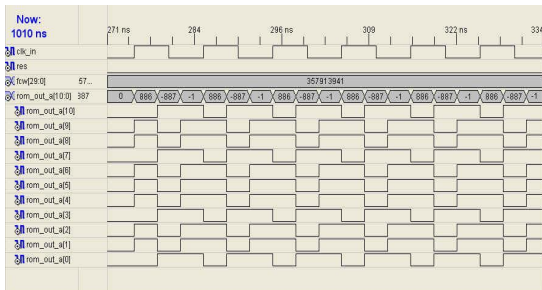 Now:
1010 ns
271 ns 284 296 ns 309 322 ns 334
clk_in
res
fcw[29:0] 57... 357913941
rom_out_a[10:0] 887 0 886 -887 -1 886 -887 -1 886 -887 -1 886 -887 -1 886 -887 -1 886 -887 -1
rom_out_a[10]
rom_out_a[9]
rom_out_a[8]
rom_out_a[7]
rom_out_a[6]
rom_out_a[5]
rom_out_a[4]
rom_out_a[3]
rom_out_a[2]
rom_out_a[1]
rom_out_a[0]